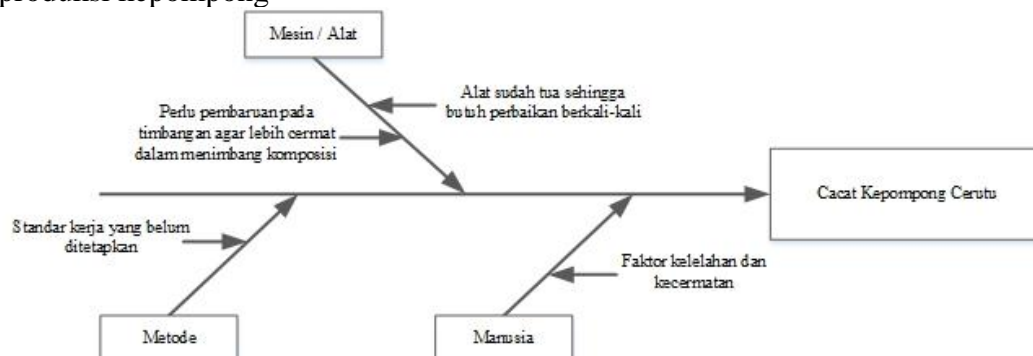 produksi kepompong
Mesin / Alat
Alat sudah tua sehingga
butuh perbaikan berkali-kali
Perlu pembaruan pada
timbangan agar lebih cermat
dalam menimbang komposisi
Cacat Kepompong Cerutu
Standar kerja yang belum
ditetapkan
Faktor kelelahan dan
kecermatan
Metode
Manusia